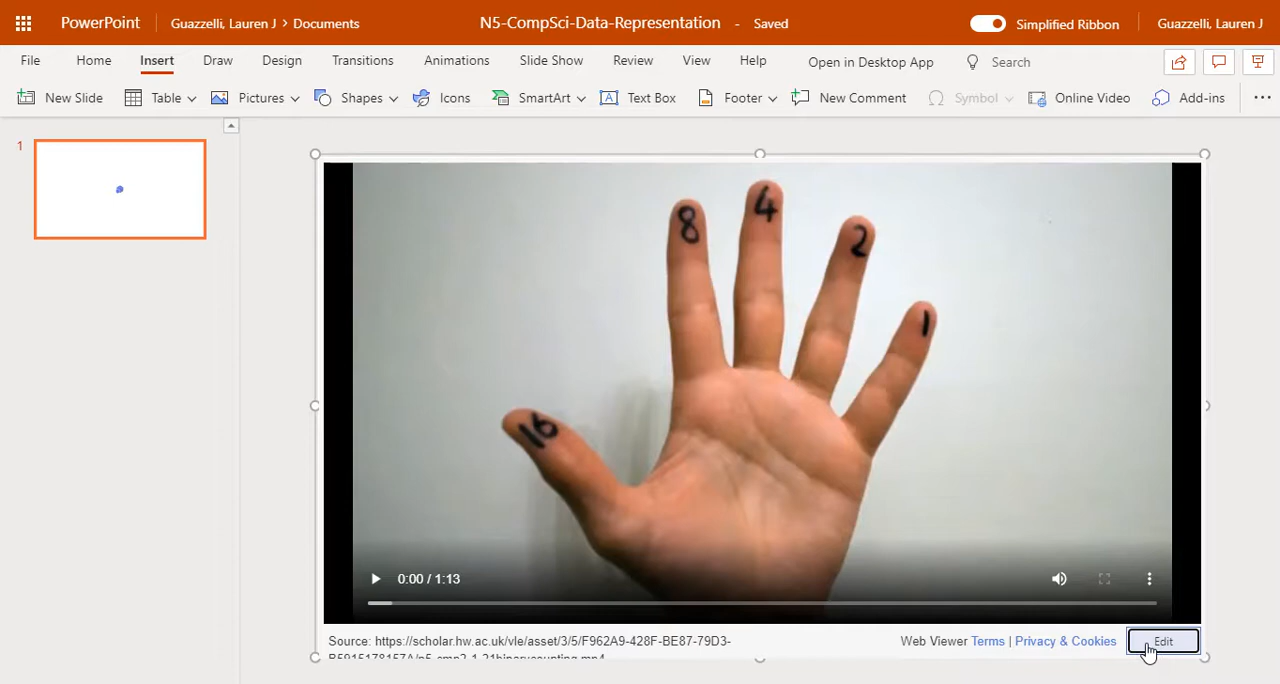 PowerPoint Guazzelli, Lauren J > Documents N5-CompSci-Data-Representation - Saved Simplified Ribbon Guazzelli, Lauren J
File Home Insert Draw Design Transitions Animations Slide Show Review View Help Open in Desktop App Search
New Slide Table Pictures Shapes Icons SmartArt Text Box Footer New Comment Symbol Online Video Add-ins ...
1
8 4 2 1
16
0:00 / 1:13
Source: https://scholar.hw.ac.uk/vle/asset/3/5/F962A9-428F-BE87-79D3- Web Viewer Terms | Privacy & Cookies Edit